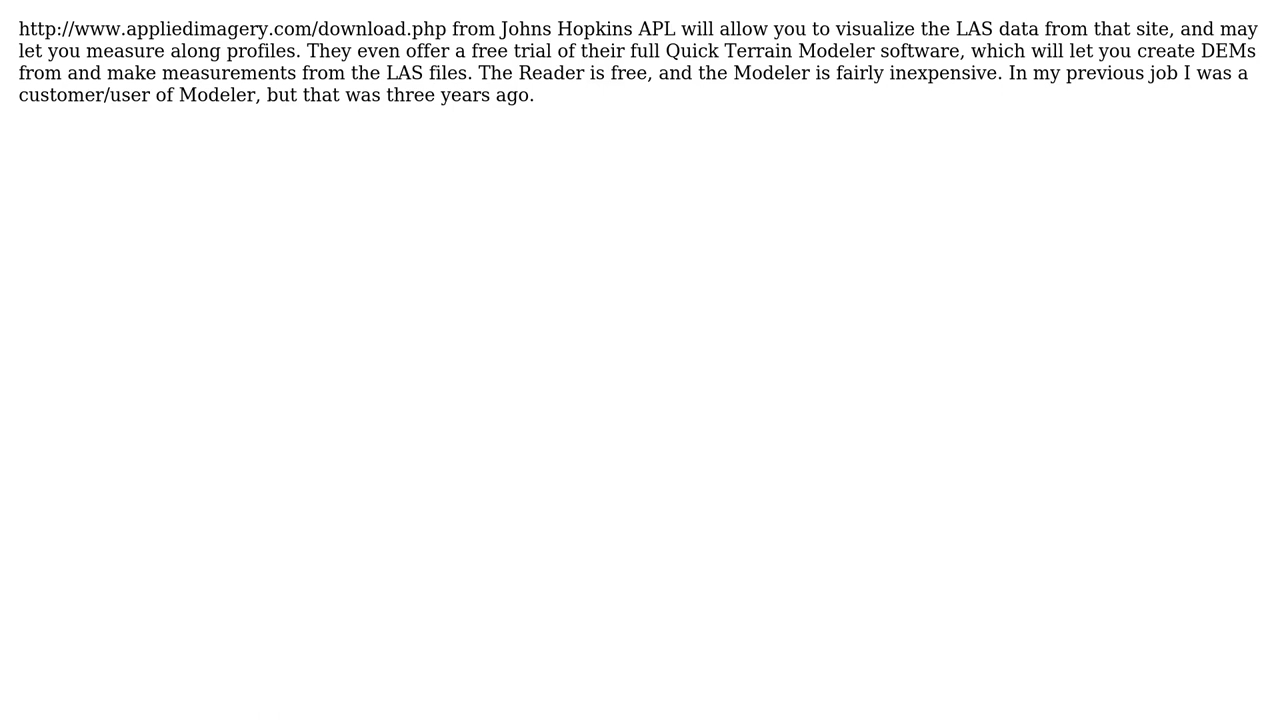 http://www.appliedimagery.com/download.php from Johns Hopkins APL will allow you to visualize the LAS data from that site, and may
let you measure along profiles. They even offer a free trial of their full Quick Terrain Modeler software, which will let you create DEMs
from and make measurements from the LAS files. The Reader is free, and the Modeler is fairly inexpensive. In my previous job I was a
customer/user of Modeler, but that was three years ago.